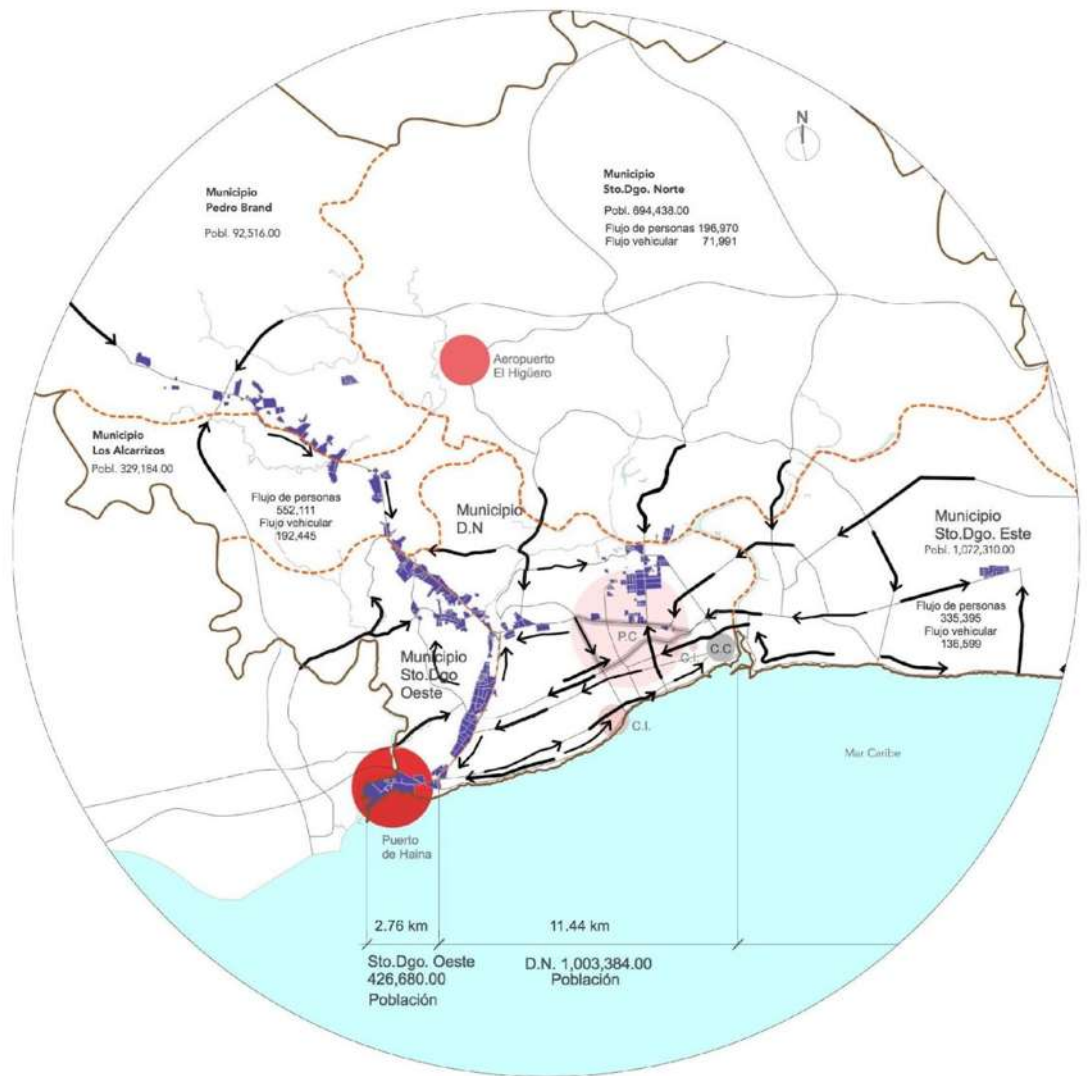 N
Municipio
Pedro Brand
Pobl. 92,516.00
Municipio
Sto.Dgo. Norte
Pobl. 694,438.00
Flujo de personas 196,970
Flujo vehicular 71,991
Aeropuerto
El Higüero
Municipio
Los Alcarrizos
Pobl. 329,184.00
Flujo de personas
552,111
Flujo vehicular
192,445
Municipio
D.N
Municipio
Sto.Dgo. Este
Pobl. 1,072,310.00
Flujo de personas
335,395
Flujo vehicular
138,599
P.C
C.I.
C.C
Municipio
Sto.Dgo
Oeste
C.I.
Mar Caribe
Puerto
de Haina
2.76 km
11.44 km
Sto.Dgo. Oeste
426,680.00
Población
D.N. 1,003,384.00
Población